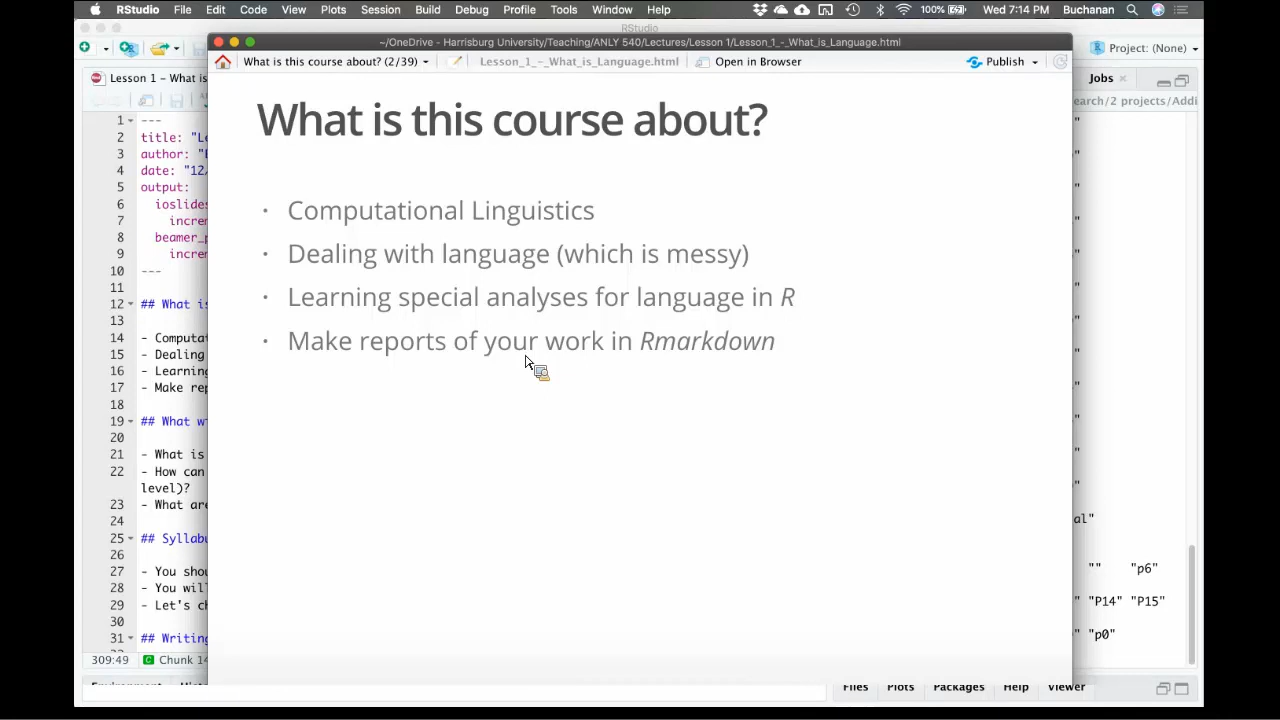 RStudio File Edit Code View Plots Session Build Debug Profile Tools Window Help 100% Wed 7:14 PM Buchanan
RStudio
~/OneDrive - Harrisburg University/Teaching/ANLY 540/Lectures/Lesson 1/Lesson_1_-_What_is_Language.html
Project: (None)
What is this course about? (2/39) Lesson_1_-_What_is_Language.html Open in Browser Publish
Lesson 1 - What is
Jobs
earch/2 projects/Addi
What is this course about?
Computational Linguistics
Dealing with language (which is messy)
Learning special analyses for language in R
Make reports of your work in Rmarkdown
1 ---
2 title: "Le
3 author: "
4 date: "12
5 output:
6 ioslides
7 increm
8 beamer_p
9 increm
10 ---
11
12 ## What is
13
14 - Computat
15 - Dealing
16 - Learning
17 - Make rep
18
19 ## What w
20
21 - What is
22 - How can
level)?
23 - What are
24
25 ## Syllabu
26
27 - You shou
28 - You will
29 - Let's ch
30
31 ## Writing
al"
"" "p6"
" "P14" "P15"
" "p0"
309:49 Chunk 14
Files Plots Packages Help Viewer